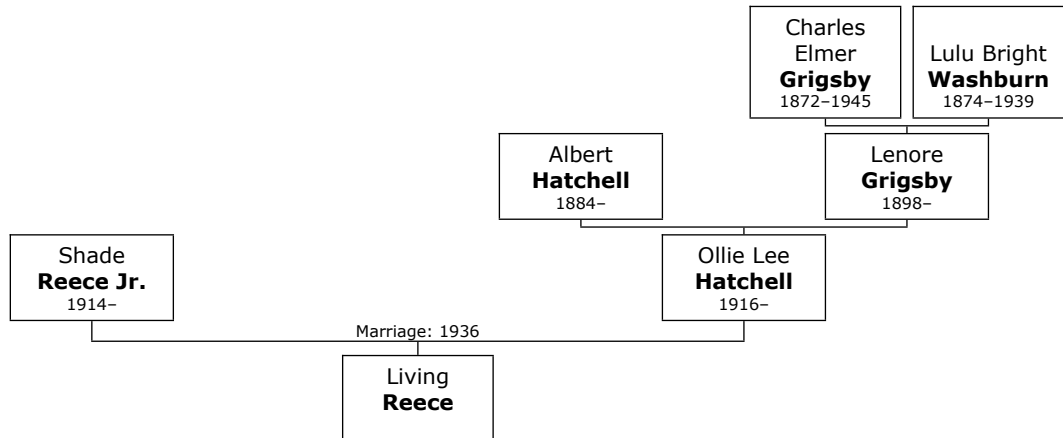 Charles
Elmer
Grigsby
1872–1945
Lulu Bright
Washburn
1874–1939
Albert
Hatchell
1884–
Lenore
Grigsby
1898–
Shade
Reece Jr.
1914–
Ollie Lee
Hatchell
1916–
Marriage: 1936
Living
Reece